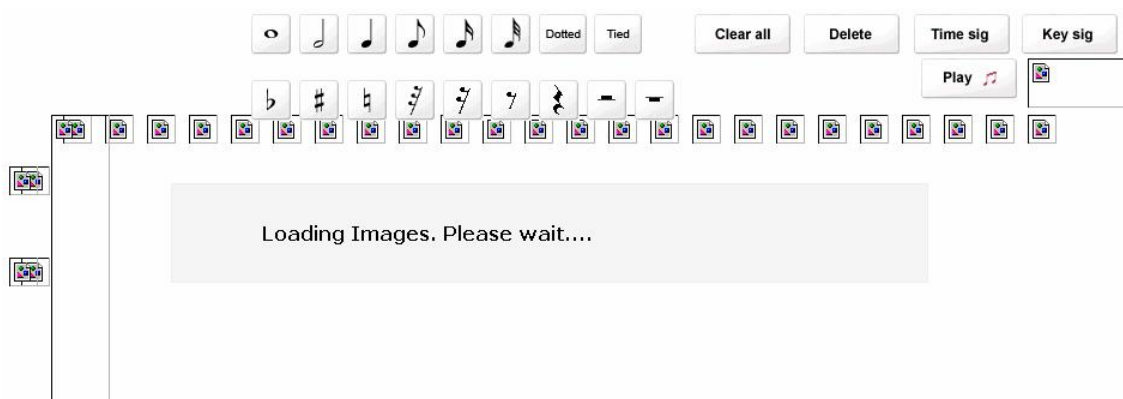 Dotted Tied Clear all Delete Time sig Key sig
Play
Loading Images. Please wait....